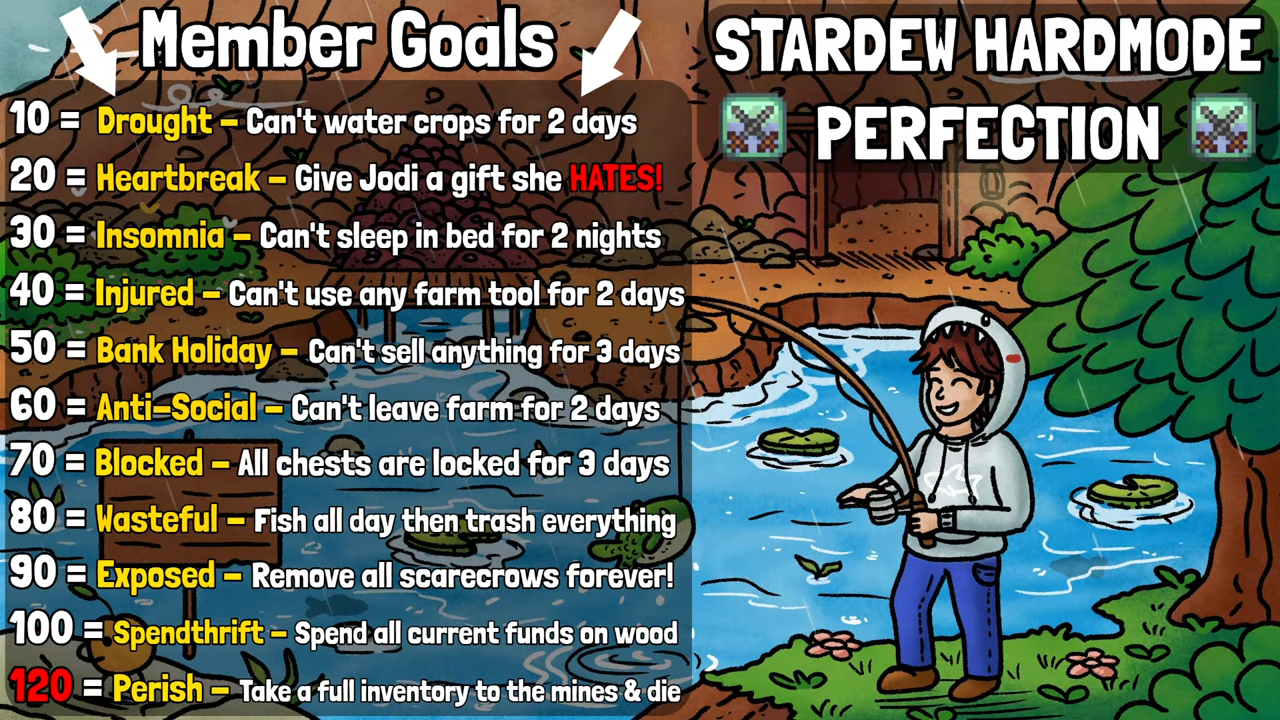 Member Goals
10 = Drought – Can't water crops for 2 days
20 = Heartbreak – Give Jodi a gift she HATES!
30 = Insomnia – Can't sleep in bed for 2 nights
40 = Injured – Can't use any farm tool for 2 days
50 = Bank Holiday – Can't sell anything for 3 days
60 = Anti-Social – Can't leave farm for 2 days
70 = Blocked – All chests are locked for 3 days
80 = Wasteful – Fish all day then trash everything
90 = Exposed – Remove all scarecrows forever!
100 = Spendthrift – Spend all current funds on wood
120 = Perish – Take a full inventory to the mines & die
STARDEW HARDMODE
PERFECTION